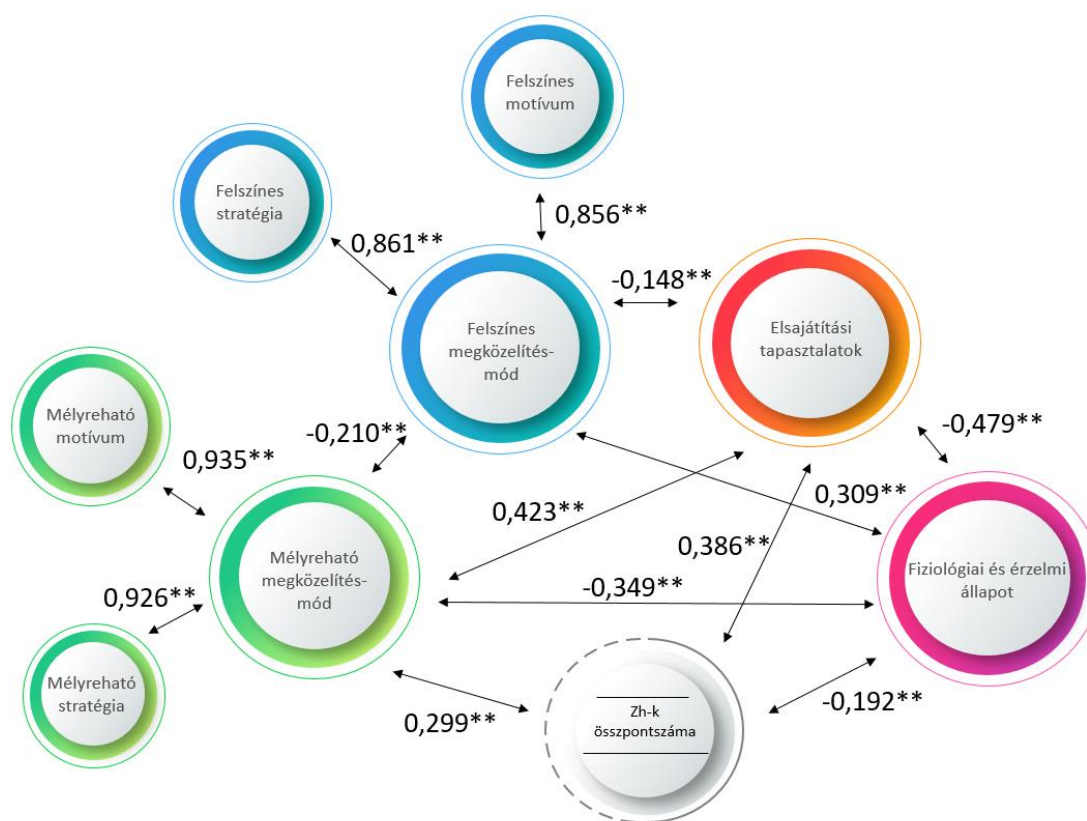 Felszínes
motívum
Felszínes
stratégia
0,856**
0,861**
-0,148**
Felszínes
megközelítés-
mód
Elsajátítási
tapasztalatok
Mélyreható
motívum
-0,210**
-0,479**
0,935**
0,309**
0,423**
0,386**
Mélyreható
megközelítés-
mód
Fiziológiai és érzelmi
állapot
-0,349**
0,926**
Mélyreható
stratégia
-0,192**
Zh-k
összpontszáma
0,299**